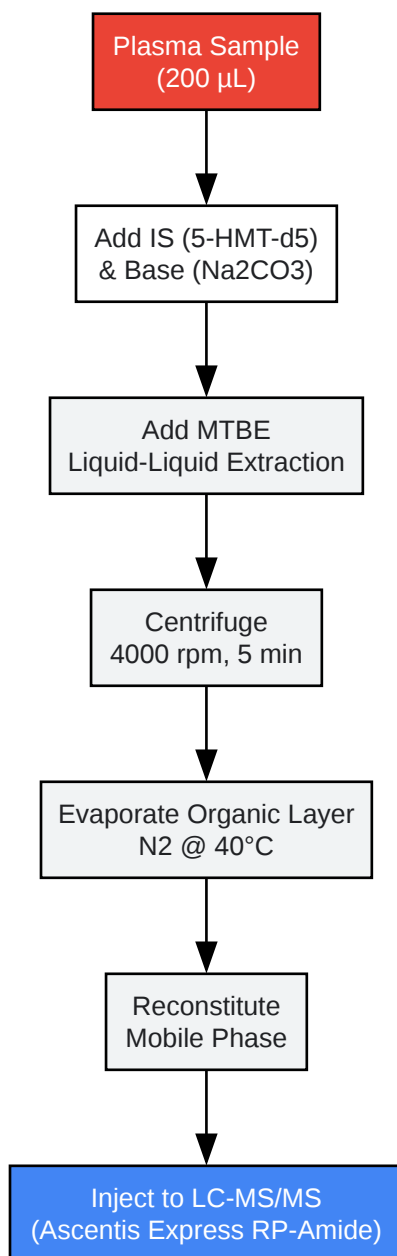 Plasma Sample
(200 µL)
Add IS (5-HMT-d5)
& Base (Na2CO3)
Add MTBE
Liquid-Liquid Extraction
Centrifuge
4000 rpm, 5 min
Evaporate Organic Layer
N2 @ 40°C
Reconstitute
Mobile Phase
Inject to LC-MS/MS
(Ascentis Express RP-Amide)